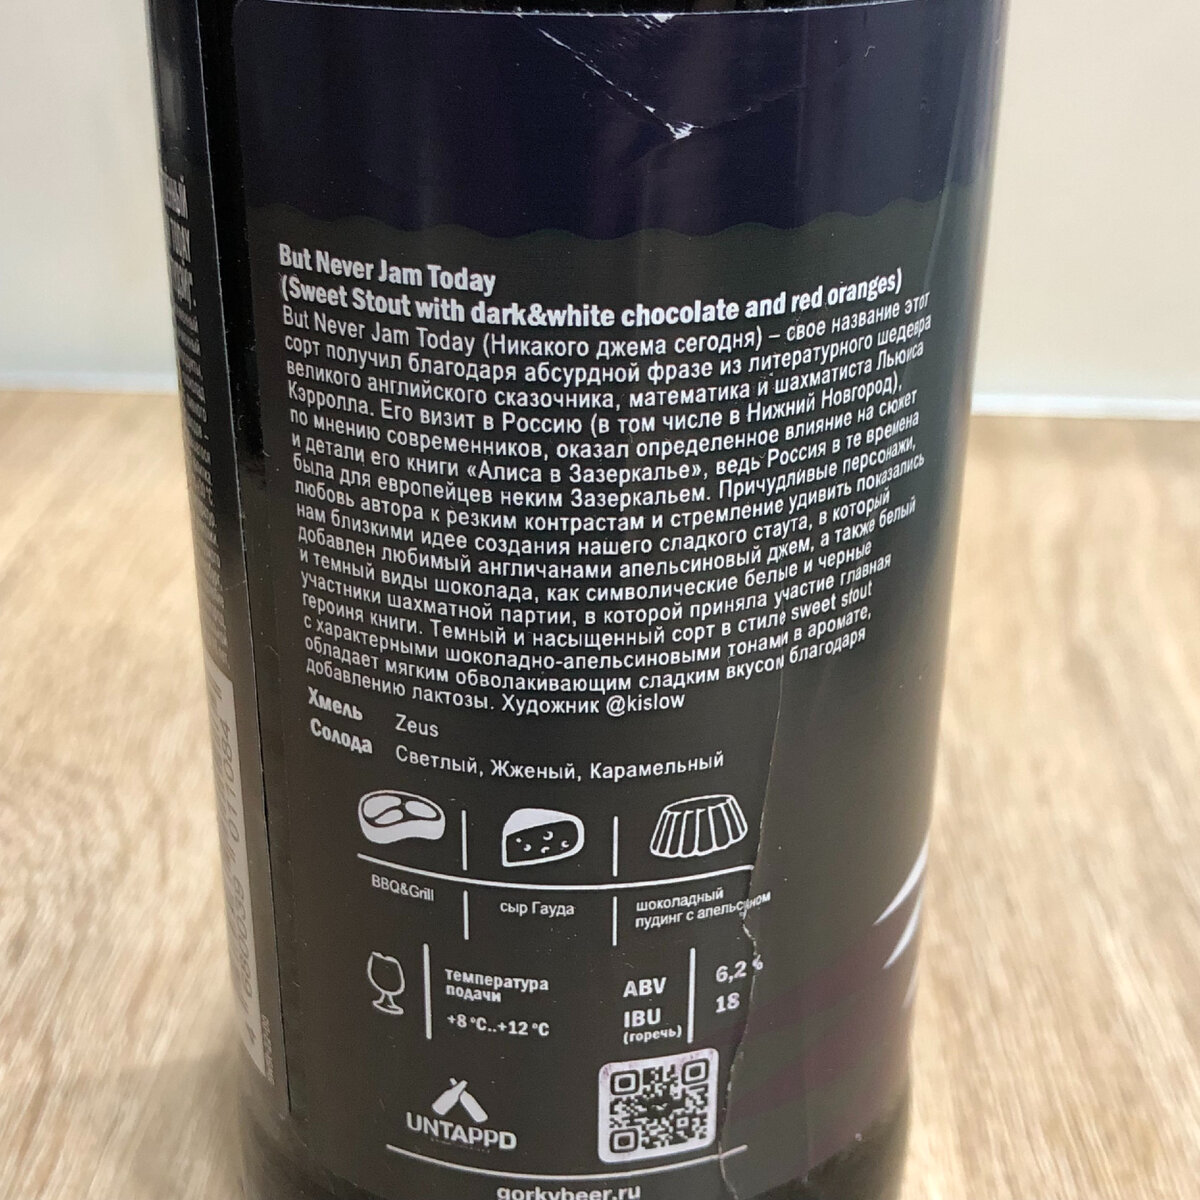 But Never Jam Today
(Sweet Stout with dark&white chocolate and red oranges)
But Never Jam Today (Никакого джема сегодня) – свое название этот
сорт получил благодаря абсурдной фразе из литературного шедевра
великого английского сказочника, математика и шахматиста Льюиса
Кэрролла. Его визит в Россию (в том числе в Нижний Новгород),
по мнению современников, оказал определенное влияние на сюжет
и детали его книги «Алиса в Зазеркалье», ведь Россия в те времена
была для европейцев неким Зазеркальем. Причудливые персонажи,
любовь автора к резким контрастам и стремление удивить показались
нам близкими идее создания нашего сладкого стаута, в который
добавлен любимый англичанами апельсиновый джем, а также белый
и темный виды шоколада, как символические белые и черные
участники шахматной партии, в которой приняла участие главная
героиня книги. Темный и насыщенный сорт в стиле sweet stout
с характерными шоколадно-апельсиновыми тонами в аромате,
обладает мягким обволакивающим сладким вкусом благодаря
добавлению лактозы. Художник @kislow
Хмель Zeus
Солода Светлый, Жженый, Карамельный
BBQ&Grill
сыр Гауда
шоколадный
пудинг с апельсином
температура
подачи
+8 °C..+12 °C
ABV 6,2 %
IBU 18
(горечь)
UNTAPPD
gorkybeer.ru